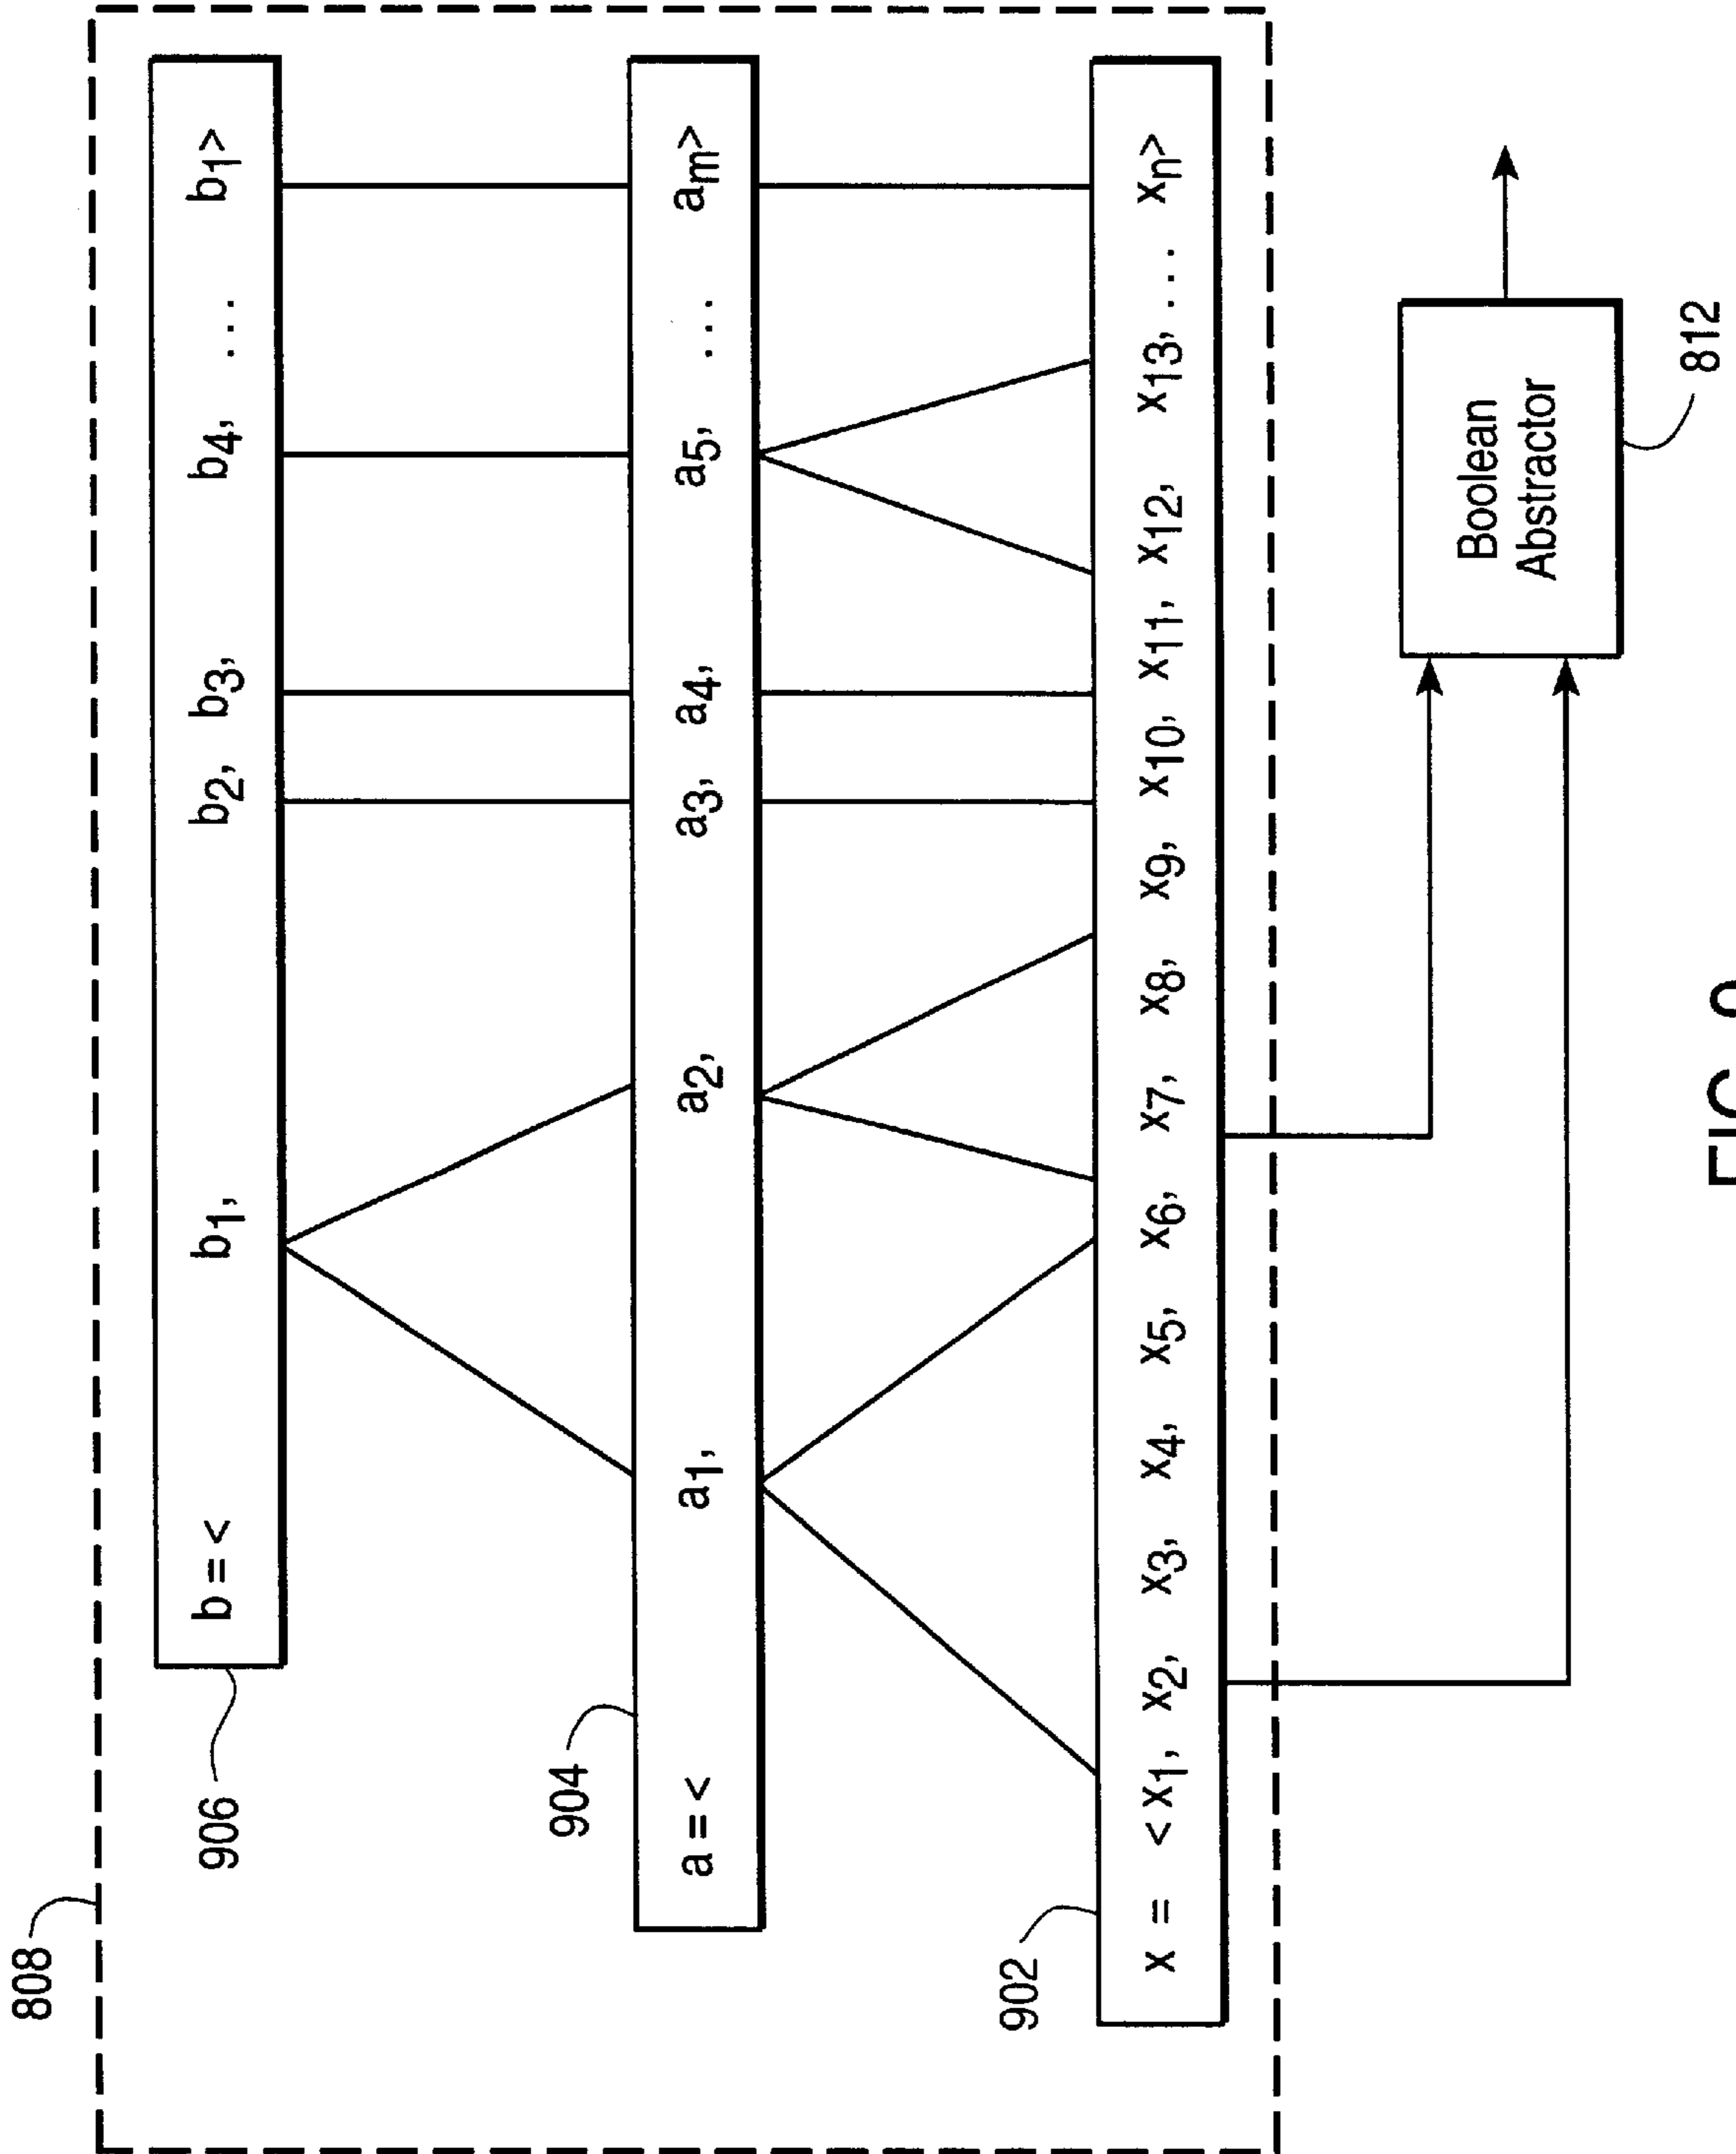 808
906
b = < b₁, b₂, b₃, b₄, ... b₁>
904
a = < a₁, a₂, a₃, a₄, a₅, ... aₘ>
902
x = < x₁, x₂, x₃, x₄, x₅, x₆, x₇, x₈, x₉, x₁₀, x₁₁, x₁₂, x₁₃, ... xₙ>
Boolean
Abstractor
812
FIG.